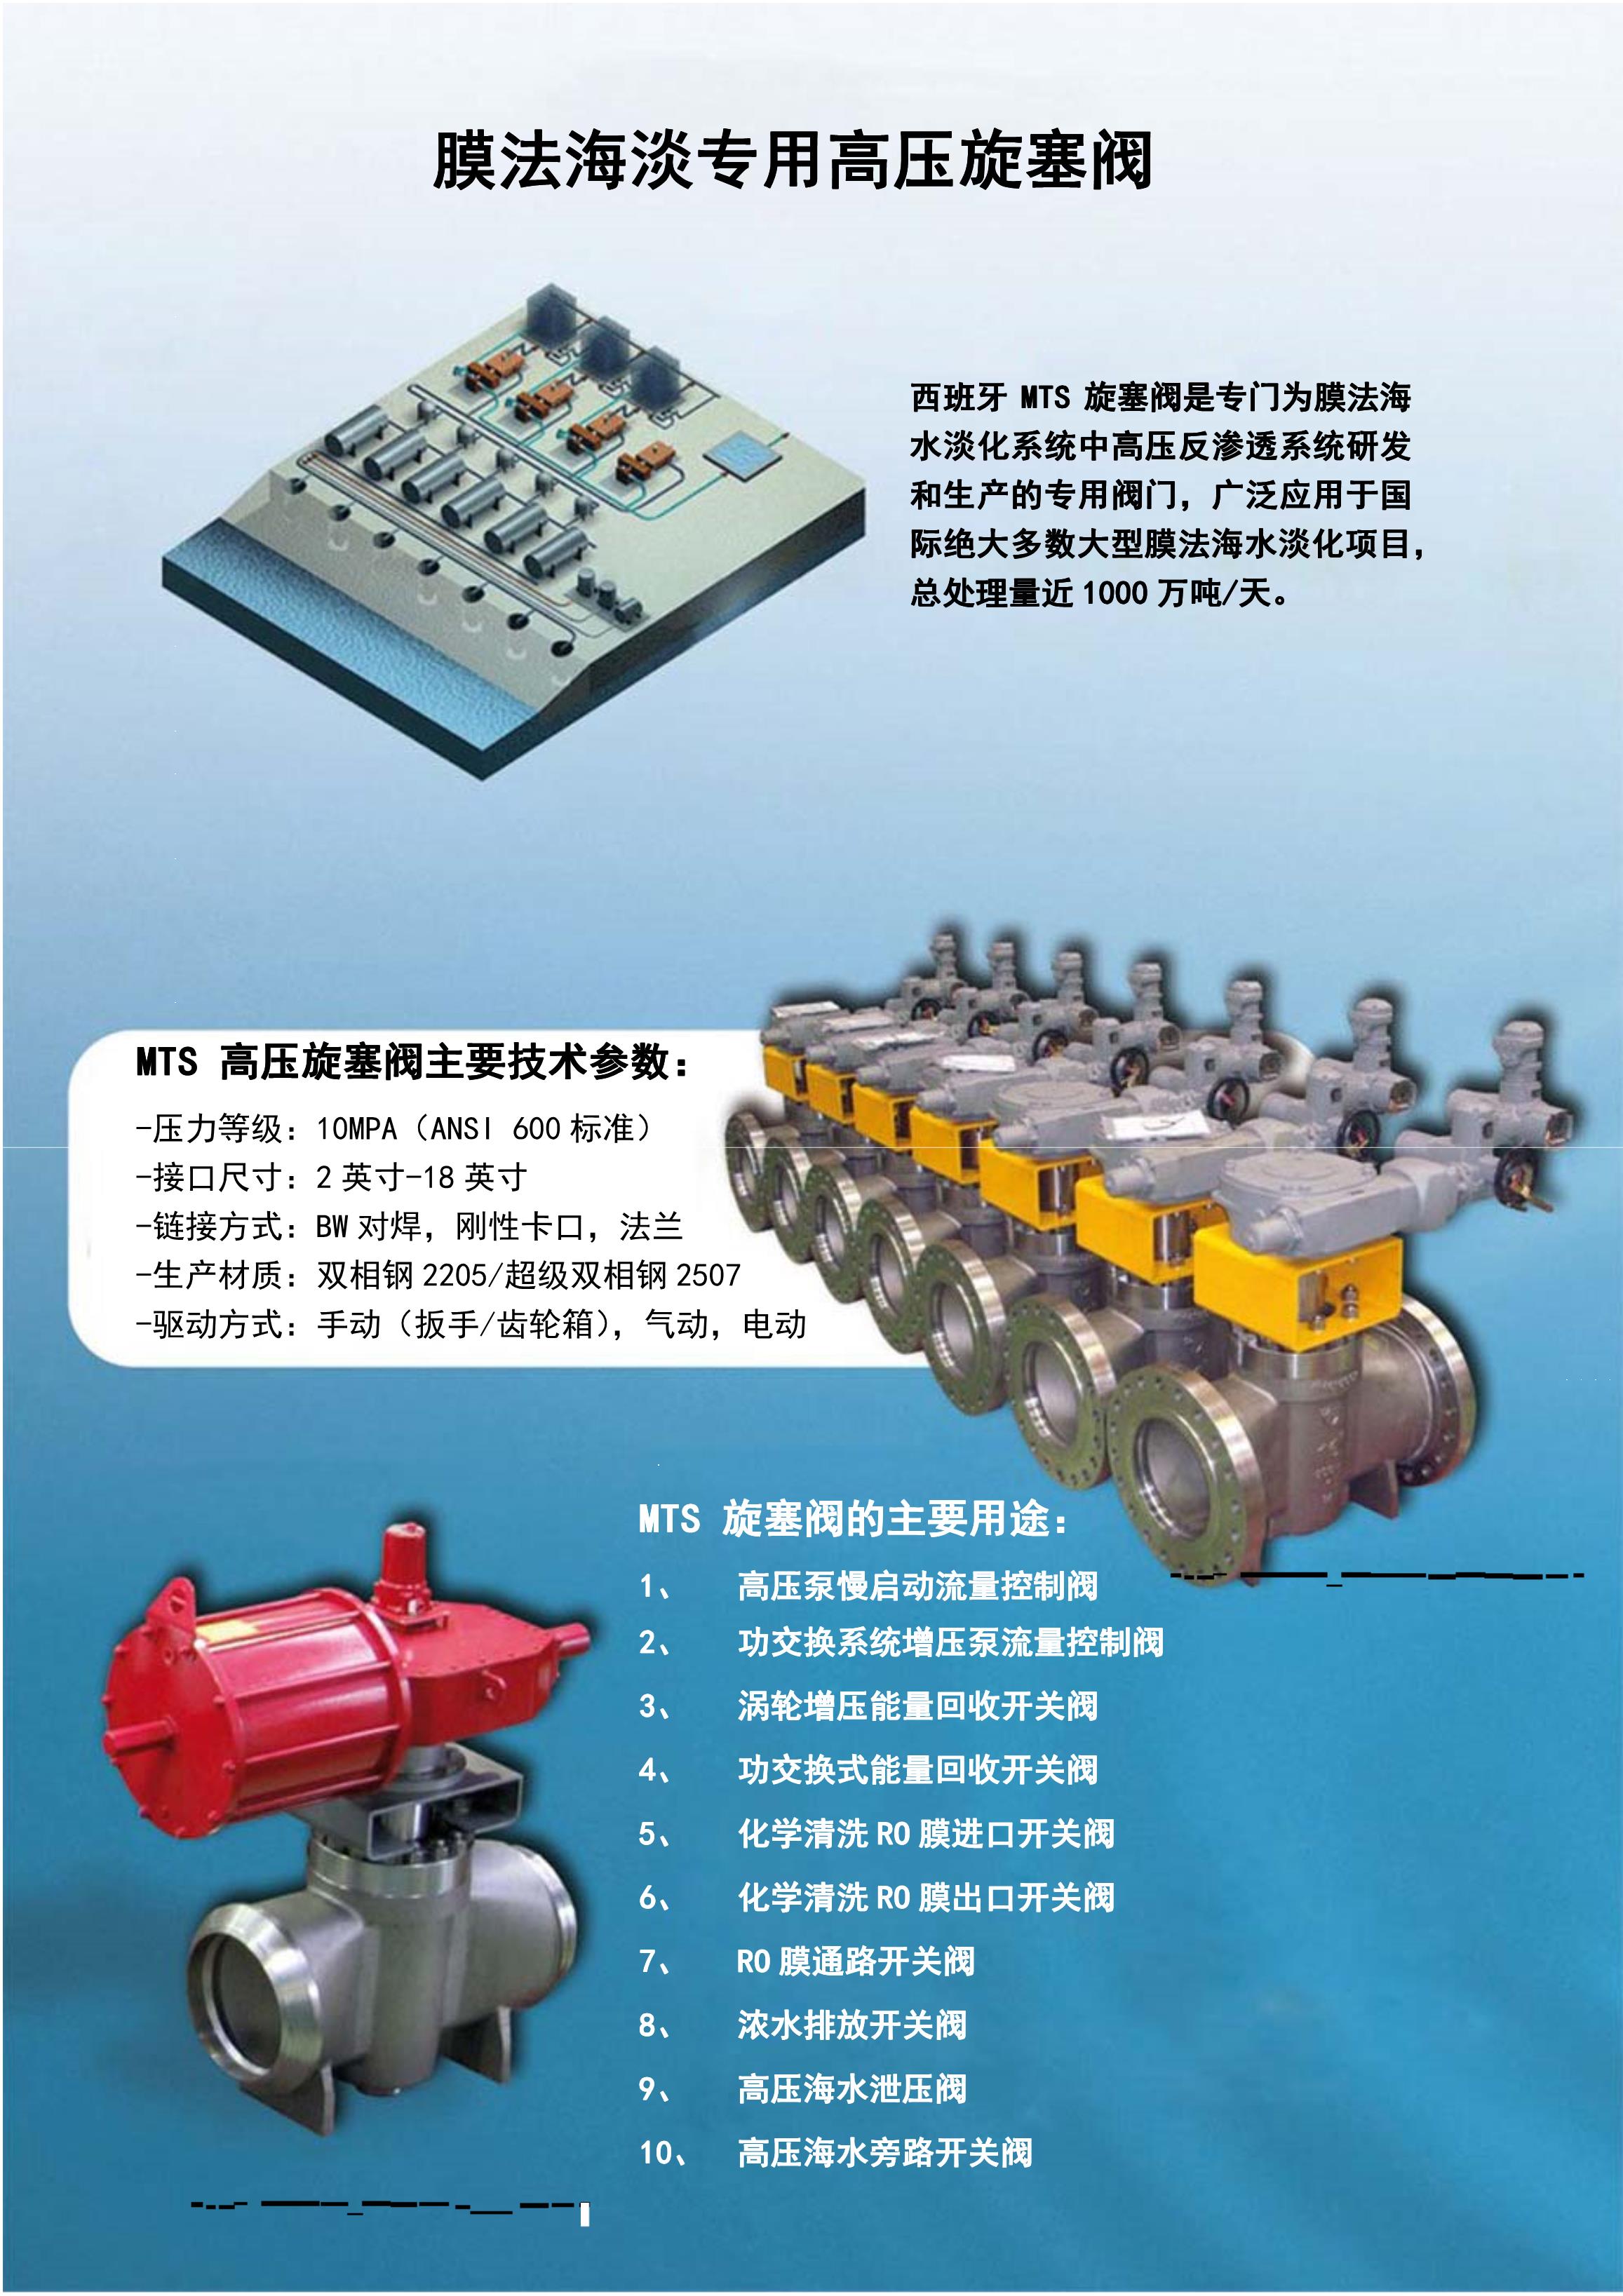 膜法海淡专用高压旋塞阀
西班牙 MTS 旋塞阀是专门为膜法海
水淡化系统中高压反渗透系统研发
和生产的专用阀门，广泛应用于国
际绝大多数大型膜法海水淡化项目，
总处理量近 1000 万吨/天。
MTS 高压旋塞阀主要技术参数：
-压力等级：10MPA（ANSI 600 标准）
-接口尺寸：2 英寸-18 英寸
-链接方式：BW 对焊，刚性卡口，法兰
-生产材质：双相钢 2205/超级双相钢 2507
-驱动方式：手动（扳手/齿轮箱），气动，电动
MTS 旋塞阀的主要用途：
1、 高压泵慢启动流量控制阀
2、 功交换系统增压泵流量控制阀
3、 涡轮增压能量回收开关阀
4、 功交换式能量回收开关阀
5、 化学清洗 RO 膜进口开关阀
6、 化学清洗 RO 膜出口开关阀
7、 RO 膜通路开关阀
8、 浓水排放开关阀
9、 高压海水泄压阀
10、 高压海水旁路开关阀